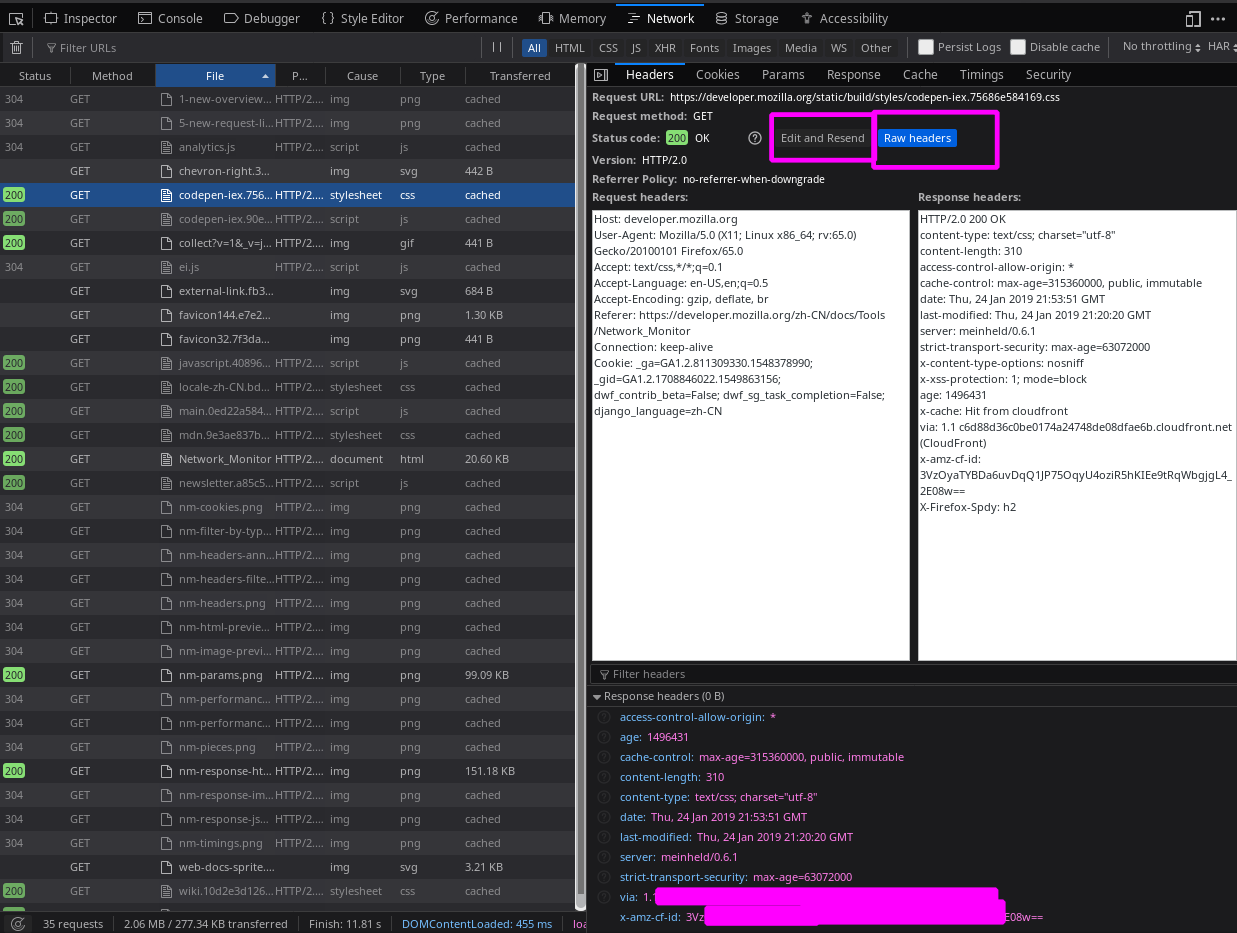 Inspector Console Debugger { } Style Editor Performance Memory Network Storage Accessibility
Filter URLs All HTML CSS JS XHR Fonts Images Media WS Other Persist Logs Disable cache No throttling HAR
Status Method File P... Cause Type Transferred
304 GET 1-new-overview... HTTP/2.... img png cached
304 GET 5-new-request-li... HTTP/2.... img png cached
304 GET analytics.js HTTP/2.... script js cached
GET chevron-right.3... HTTP/2.... img svg 442 B
200 GET codepen-iex.756... HTTP/2.... stylesheet css cached
200 GET codepen-iex.90e... HTTP/2.... script js cached
200 GET collect?v=1&_v=j... HTTP/2.... img gif 441 B
304 GET ei.js HTTP/2.... script js cached
GET external-link.fb3... HTTP/2.... img svg 684 B
GET favicon144.e7e2... HTTP/2.... img png 1.30 KB
GET favicon32.7f3da... HTTP/2.... img png 441 B
200 GET javascript.40896... HTTP/2.... script js cached
200 GET locale-zh-CN.bd... HTTP/2.... stylesheet css cached
200 GET main.0ed22a584... HTTP/2.... script js cached
200 GET mdn.9e3ae837b... HTTP/2.... stylesheet css cached
200 GET Network_Monitor HTTP/2.... document html 20.60 KB
200 GET newsletter.a85c5... HTTP/2.... script js cached
304 GET nm-cookies.png HTTP/2.... img png cached
304 GET nm-filter-by-typ... HTTP/2.... img png cached
304 GET nm-headers-ann... HTTP/2.... img png cached
304 GET nm-headers-filte... HTTP/2.... img png cached
304 GET nm-headers.png HTTP/2.... img png cached
304 GET nm-html-previe... HTTP/2.... img png cached
304 GET nm-image-previ... HTTP/2.... img png cached
200 GET nm-params.png HTTP/2.... img png 99.09 KB
304 GET nm-performanc... HTTP/2.... img png cached
304 GET nm-performanc... HTTP/2.... img png cached
304 GET nm-pieces.png HTTP/2.... img png cached
200 GET nm-response-ht... HTTP/2.... img png 151.18 KB
304 GET nm-response-im... HTTP/2.... img png cached
304 GET nm-response-js... HTTP/2.... img png cached
304 GET nm-timings.png HTTP/2.... img png cached
GET web-docs-sprite.... HTTP/2.... img svg 3.21 KB
200 GET wiki.10d2e3d126... HTTP/2.... stylesheet css cached
35 requests 2.06 MB / 277.34 KB transferred Finish: 11.81 s DOMContentLoaded: 455 ms loa
Headers Cookies Params Response Cache Timings Security
Request URL: https://developer.mozilla.org/static/build/styles/codepen-iex.75686e584169.css
Request method: GET
Status code: 200 OK ? Edit and Resend Raw headers
Version: HTTP/2.0
Referrer Policy: no-referrer-when-downgrade
Request headers:
Host: developer.mozilla.org
User-Agent: Mozilla/5.0 (X11; Linux x86_64; rv:65.0)
Gecko/20100101 Firefox/65.0
Accept: text/css,*/*;q=0.1
Accept-Language: en-US,en;q=0.5
Accept-Encoding: gzip, deflate, br
Referer: https://developer.mozilla.org/zh-CN/docs/Tools
/Network_Monitor
Connection: keep-alive
Cookie: _ga=GA1.2.811309330.1548378990;
_gid=GA1.2.1708846022.1549863156;
dwf_contrib_beta=False; dwf_sg_task_completion=False;
django_language=zh-CN
Response headers:
HTTP/2.0 200 OK
content-type: text/css; charset="utf-8"
content-length: 310
access-control-allow-origin: *
cache-control: max-age=315360000, public, immutable
date: Thu, 24 Jan 2019 21:53:51 GMT
last-modified: Thu, 24 Jan 2019 21:20:20 GMT
server: meinheld/0.6.1
strict-transport-security: max-age=63072000
x-content-type-options: nosniff
x-xss-protection: 1; mode=block
age: 1496431
x-cache: Hit from cloudfront
via: 1.1 c6d88d36c0be0174a24748de08dfae6b.cloudfront.net
(CloudFront)
x-amz-cf-id:
3VzOyaTYBDa6uvDqQ1JP75OqyU4oziR5hKIEe9tRqWbgjgL4_
2E08w==
X-Firefox-Spdy: h2
Filter headers
Response headers (0 B)
access-control-allow-origin: *
age: 1496431
cache-control: max-age=315360000, public, immutable
content-length: 310
content-type: text/css; charset="utf-8"
date: Thu, 24 Jan 2019 21:53:51 GMT
last-modified: Thu, 24 Jan 2019 21:20:20 GMT
server: meinheld/0.6.1
strict-transport-security: max-age=63072000
via: 1.1
x-amz-cf-id: 3Vz E08w==